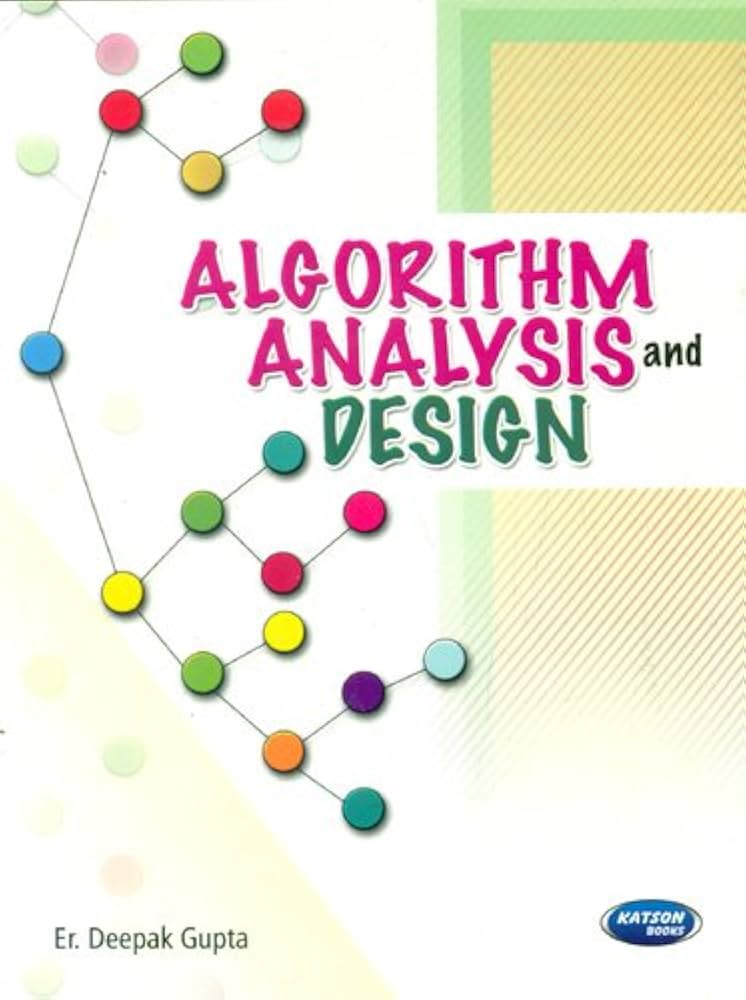 ALGORITHM
ANALYSIS and
DESIGN
Er. Deepak Gupta
KATSON
BOOKS